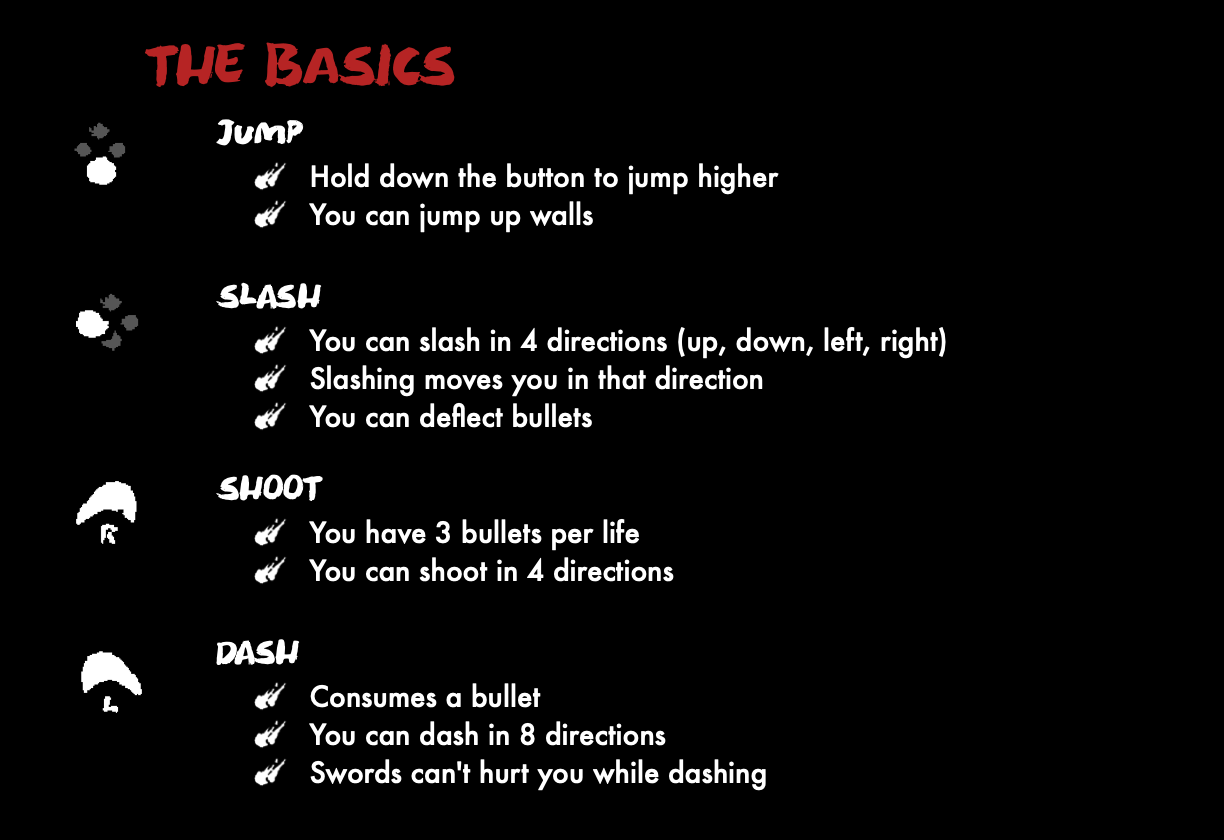 THE BASICS
JUMP
Hold down the button to jump higher
You can jump up walls
SLASH
You can slash in 4 directions (up, down, left, right)
Slashing moves you in that direction
You can deflect bullets
R
SHOOT
You have 3 bullets per life
You can shoot in 4 directions
L
DASH
Consumes a bullet
You can dash in 8 directions
Swords can't hurt you while dashing